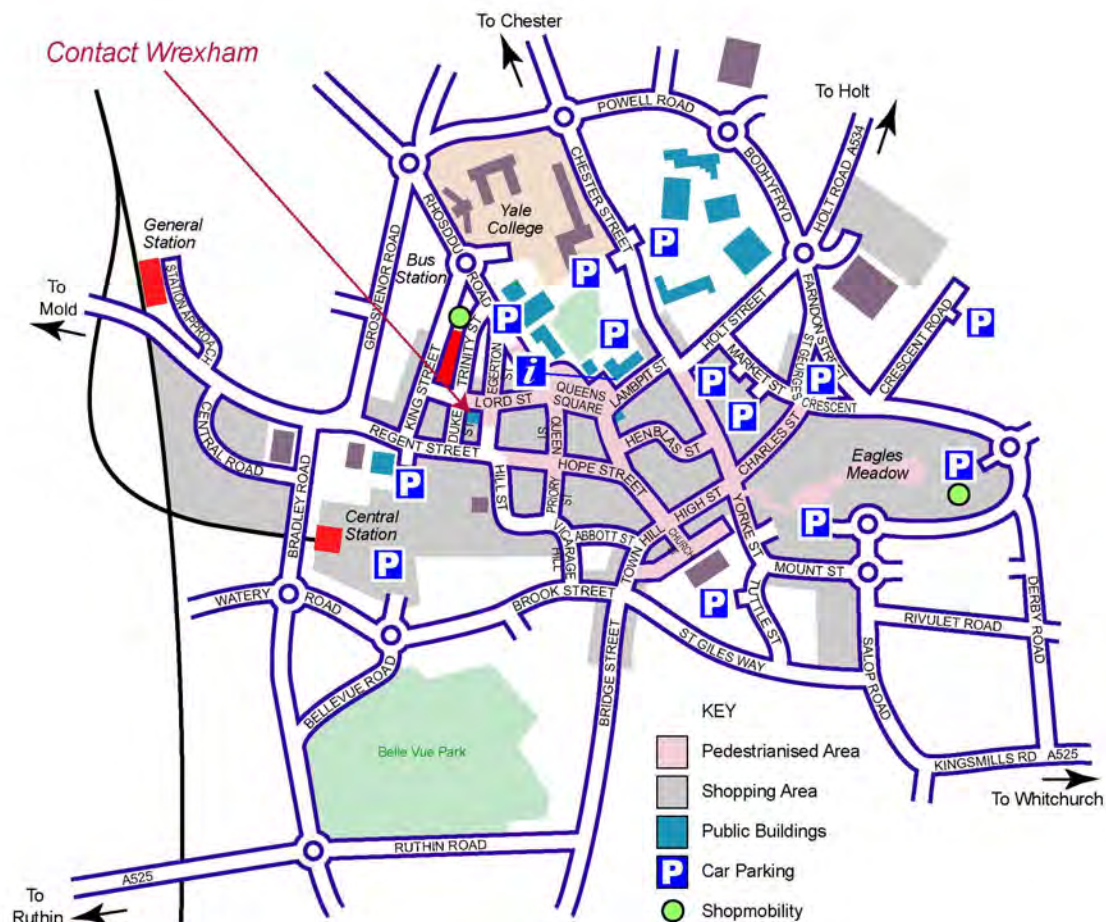 To Chester
Contact Wrexham
POWELL ROAD
To Holt
HOLT ROAD A534
BODHYFRYD
CHESTER STREET
RHOSDDU ROAD
Yale
College
General
Station
STATION APPROACH
Bus
Station
GROSVENOR ROAD
To
Mold
P
P
P
P
i
KING STREET
TRINITY ST
EGERTON ST
LORD ST
DUKE ST
QUEENS
SQUARE
LAMBPIT ST
HOLT STREET
MARKET ST
FARNDON STREET
ST GEORGES
CRESCENT
CRESCENT ROAD
P
P
P
P
CENTRAL ROAD
REGENT STREET
QUEEN ST
HENBLAS ST
CHARLES ST
HOPE STREET
HIGH ST
Eagles
Meadow
P
P
P
BRADLEY ROAD
HILL ST
PRIORY ST
VICARAGE HILL
ABBOTT ST
TOWN HILL
CHURCH
YORKE ST
Central
Station
P
P
MOUNT ST
TUTTLE ST
WATERY ROAD
BROOK STREET
ST GILES WAY
RIVULET ROAD
DERBY ROAD
SALOP ROAD
BELLEVUE ROAD
BRIDGE STREET
Belle Vue Park
KINGSMILLS RD A525
To Whitchurch
RUTHIN ROAD
A525
To
Ruthin
KEY
Pedestrianised Area
Shopping Area
Public Buildings
P Car Parking
Shopmobility